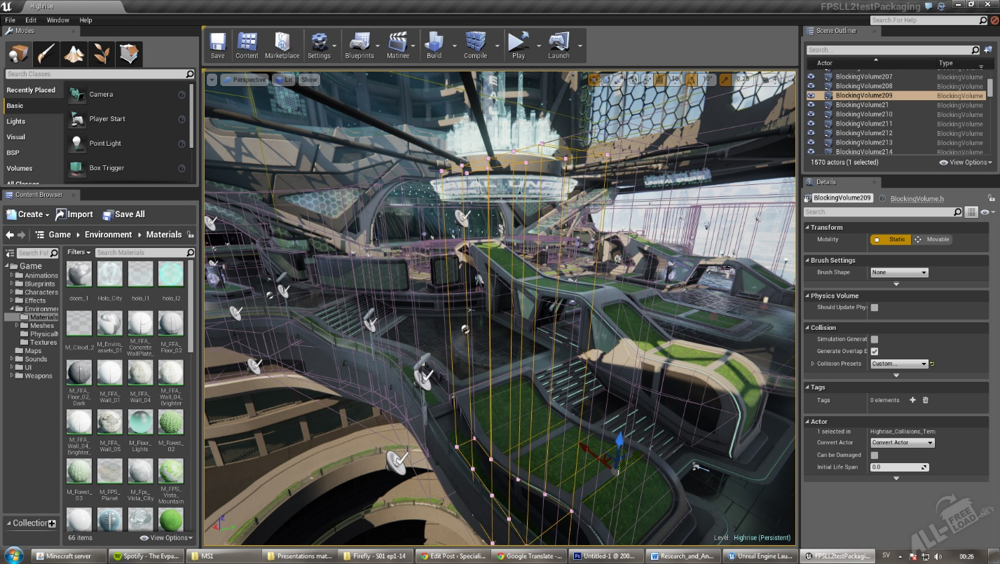 Highrise
FPSLL2testPackaging
File Edit Window Help
Search For Help
Modes
Search Classes
Recently Placed
Basic
Lights
Visual
BSP
Volumes
All Classes
Camera
Player Start
Point Light
Box Trigger
Save Content Marketplace Settings Blueprints Matinee Build Compile Play Launch
Perspective Lit Show
10 10° 0.25 4
Scene Outliner
Search...
Actor Type
BlockingVolume207 BlockingVolume
BlockingVolume208 BlockingVolume
BlockingVolume209 BlockingVolume
BlockingVolume21 BlockingVolume
BlockingVolume210 BlockingVolume
BlockingVolume211 BlockingVolume
BlockingVolume212 BlockingVolume
BlockingVolume213 BlockingVolume
BlockingVolume214 BlockingVolume
1570 actors (1 selected) View Options
Content Browser
Create Import Save All
Game Environment Materials
Search Fol
Filters Search Materials
Game
Animations
Blueprints
Characters
Effects
Environmen
Materials
Meshes
Physical
Textures
Maps
Sounds
UI
Weapons
doors_1 Holo_City holo_l1 holo_l2
M_Cloud_2 M_Enviro_assets_01 M_FFA_Concrete WallPlate_ M_FFA_Floor_02
M_FFA_Floor_02_Dark M_FFA_Wall_01 M_FFA_Wall_04 M_FFA_Wall_04_Brighter
M_FFA_Wall_04_Brighter_ M_FFA_Wall_05 M_Floor_Lights M_Forest_02
M_Forest_03 M_FPS_Planet M_Fps_Vista_City M_FPS_Vista_Mountain
Collection
66 items View Options
Level: Highrise (Persistent)
Details
BlockingVolume209 BlockingVolume.h
Search
Transform
Mobility Static Movable
Brush Settings
Brush Shape None
Physics Volume
Should Update Phys
Collision
Simulation Generat
Generate Overlap E
Collision Presets Custom...
Tags
Tags 0 elements
Actor
1 selected in Highrise_Collisions_Tem
Convert Actor Convert Actor
Can be Damaged
Initial Life Span 0.0
ALL-FREELOAD.NET
Minecraft server
Spotify - The Evpa...
MS1
Presentations mat...
Firefly - S01 ep1-14
Edit Post ‹ Speciali...
Google Translate -...
Untitled-1 @ 200...
Research_and_An...
Unreal Engine Lau...
FPSLL2testPackagi...
SV
00:26